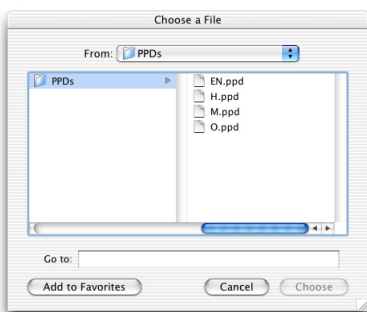 Choose a File
From: PPDs
PPDs
EN.ppd
H.ppd
M.ppd
O.ppd
Go to:
Add to Favorites
Cancel
Choose